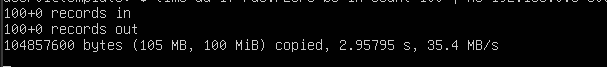 100+0 records in
100+0 records out
104857600 bytes (105 MB, 100 MiB) copied, 2.95795 s, 35.4 MB/s